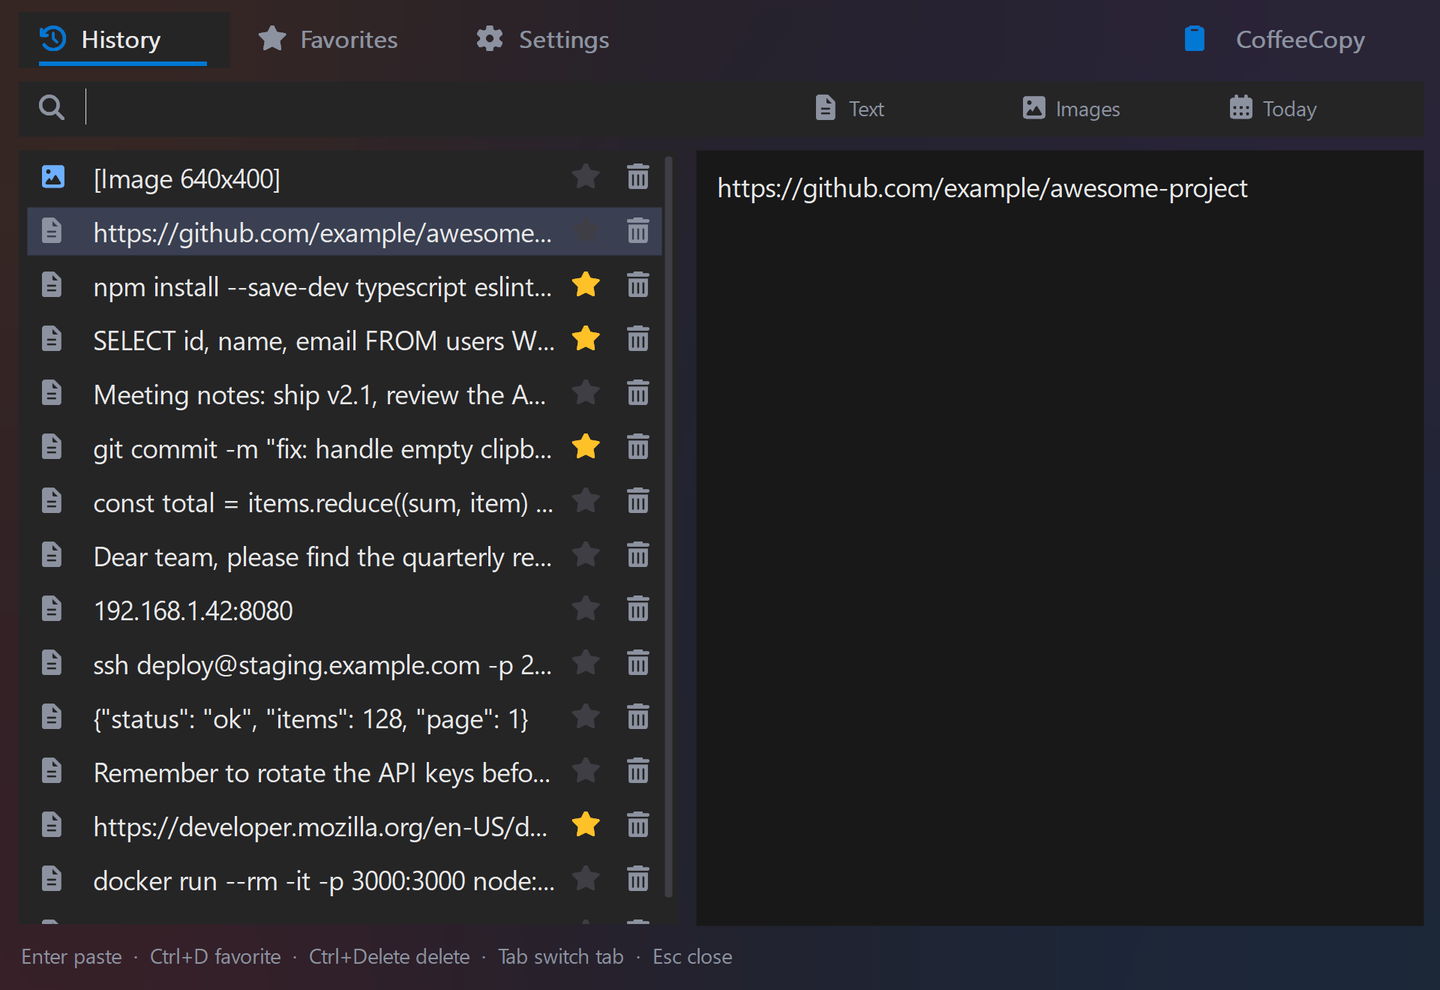 History
Favorites
Settings
CoffeeCopy
Text
Images
Today
[Image 640x400]
https://github.com/example/awesome...
npm install --save-dev typescript eslint...
SELECT id, name, email FROM users W...
Meeting notes: ship v2.1, review the A...
git commit -m "fix: handle empty clipb...
const total = items.reduce((sum, item) ...
Dear team, please find the quarterly re...
192.168.1.42:8080
ssh deploy@staging.example.com -p 2...
{"status": "ok", "items": 128, "page": 1}
Remember to rotate the API keys befo...
https://developer.mozilla.org/en-US/d...
docker run --rm -it -p 3000:3000 node:...
https://github.com/example/awesome-project
Enter paste · Ctrl+D favorite · Ctrl+Delete delete · Tab switch tab · Esc close